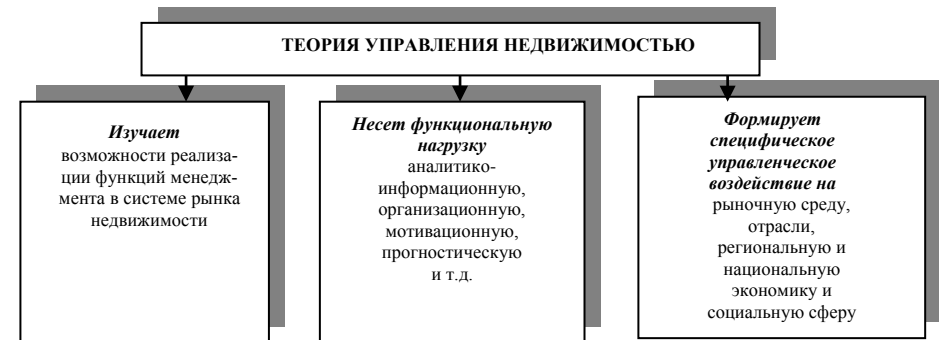 ТЕОРИЯ УПРАВЛЕНИЯ НЕДВИЖИМОСТЬЮ
Изучает
возможности реализа-
ции функций менедж-
мента в системе рынка
недвижимости
Несет функциональную
нагрузку
аналитико-
информационную,
организационную,
мотивационную,
прогностическую
и т.д.
Формирует
специфическое
управленческое
воздействие на
рыночную среду,
отрасли,
региональную и
национальную
экономику и
социальную сферу